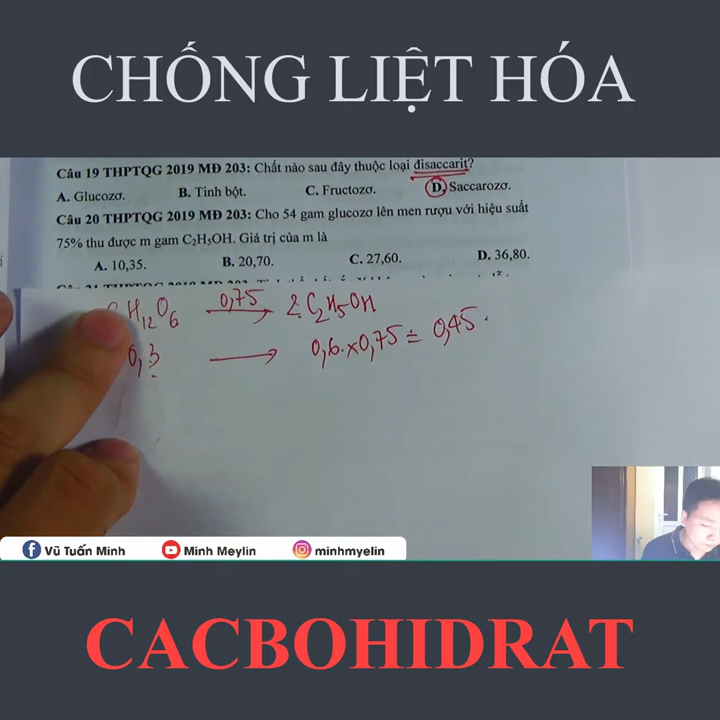 CHỐNG LIỆT HÓA
Câu 19 THPTQG 2019 MĐ 203: Chất nào sau đây thuộc loại disaccarit?
A. Glucozơ. B. Tinh bột. C. Fructozơ. D. Saccarozơ.
Câu 20 THPTQG 2019 MĐ 203: Cho 54 gam glucozơ lên men rượu với hiệu suất
75% thu được m gam C₂H₅OH. Giá trị của m là
A. 10,35. B. 20,70. C. 27,60. D. 36,80.
H₁₂O₆ 0,75 → 2C₂H₅OH
0,3 → 0,6.x0,75 = 0,45.
Vũ Tuấn Minh Minh Meylin minhmyelin
CACBOHIDRAT